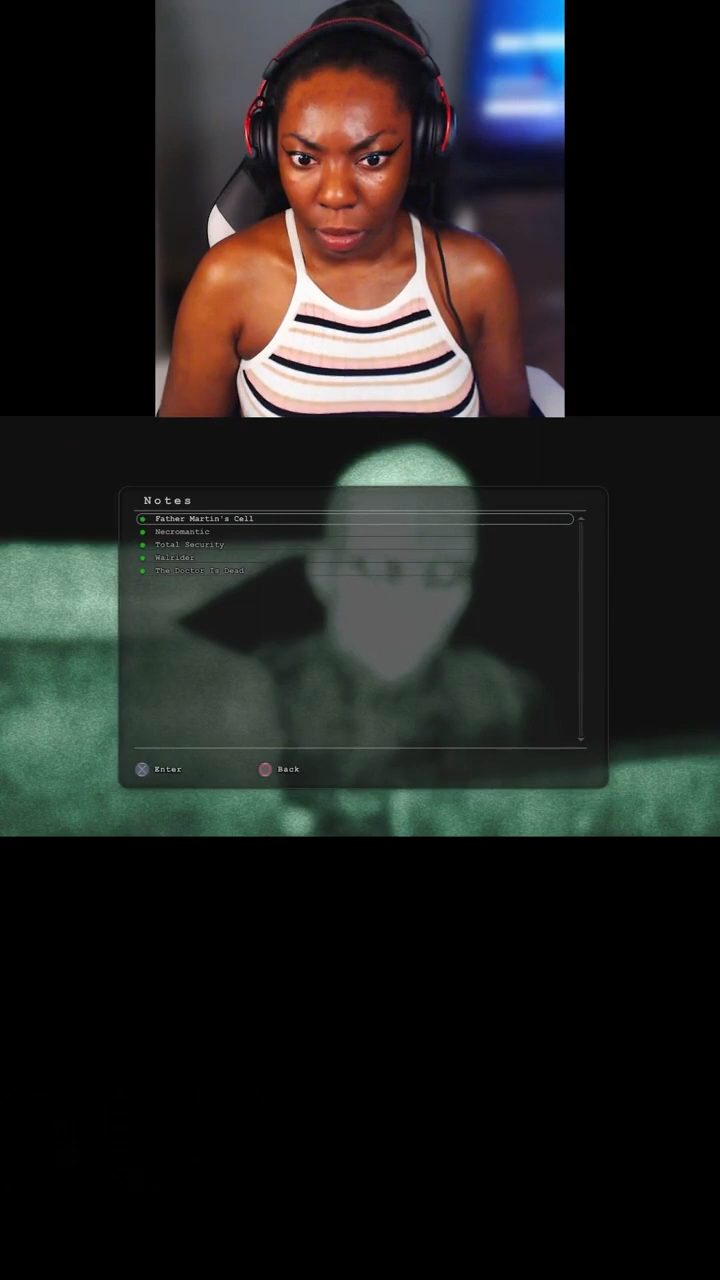 Notes
Father Martin's Cell
Necromantic
Total Security
Walrider
The Doctor Is Dead
Enter
Back